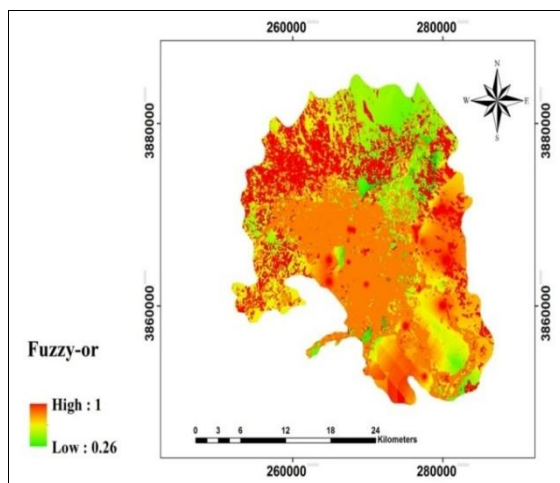 260000 280000
N
W E
S
3880000 3880000
3860000 3860000
Fuzzy-or
High : 1
Low : 0.26
0 3 6 12 18 24
Kilometers
260000 280000